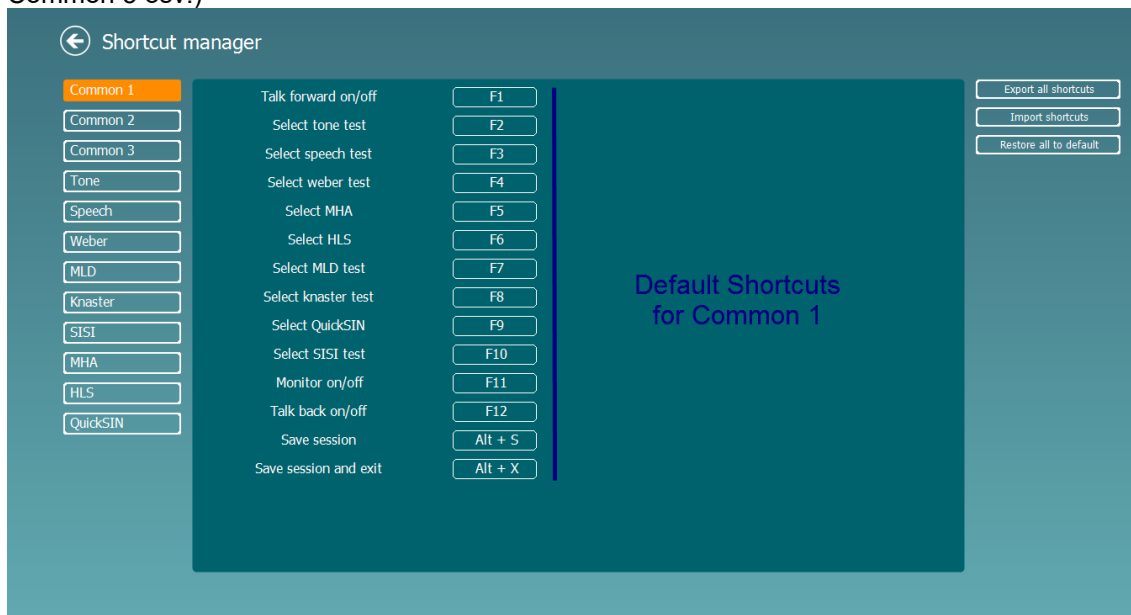 Common 3 osv.)
Shortcut manager
Common 1
Common 2
Common 3
Tone
Speech
Weber
MLD
Knaster
SISI
MHA
HLS
QuickSIN
Talk forward on/off F1
Select tone test F2
Select speech test F3
Select weber test F4
Select MHA F5
Select HLS F6
Select MLD test F7
Select knaster test F8
Select QuickSIN F9
Select SISI test F10
Monitor on/off F11
Talk back on/off F12
Save session Alt + S
Save session and exit Alt + X
Default Shortcuts
for Common 1
Export all shortcuts
Import shortcuts
Restore all to default